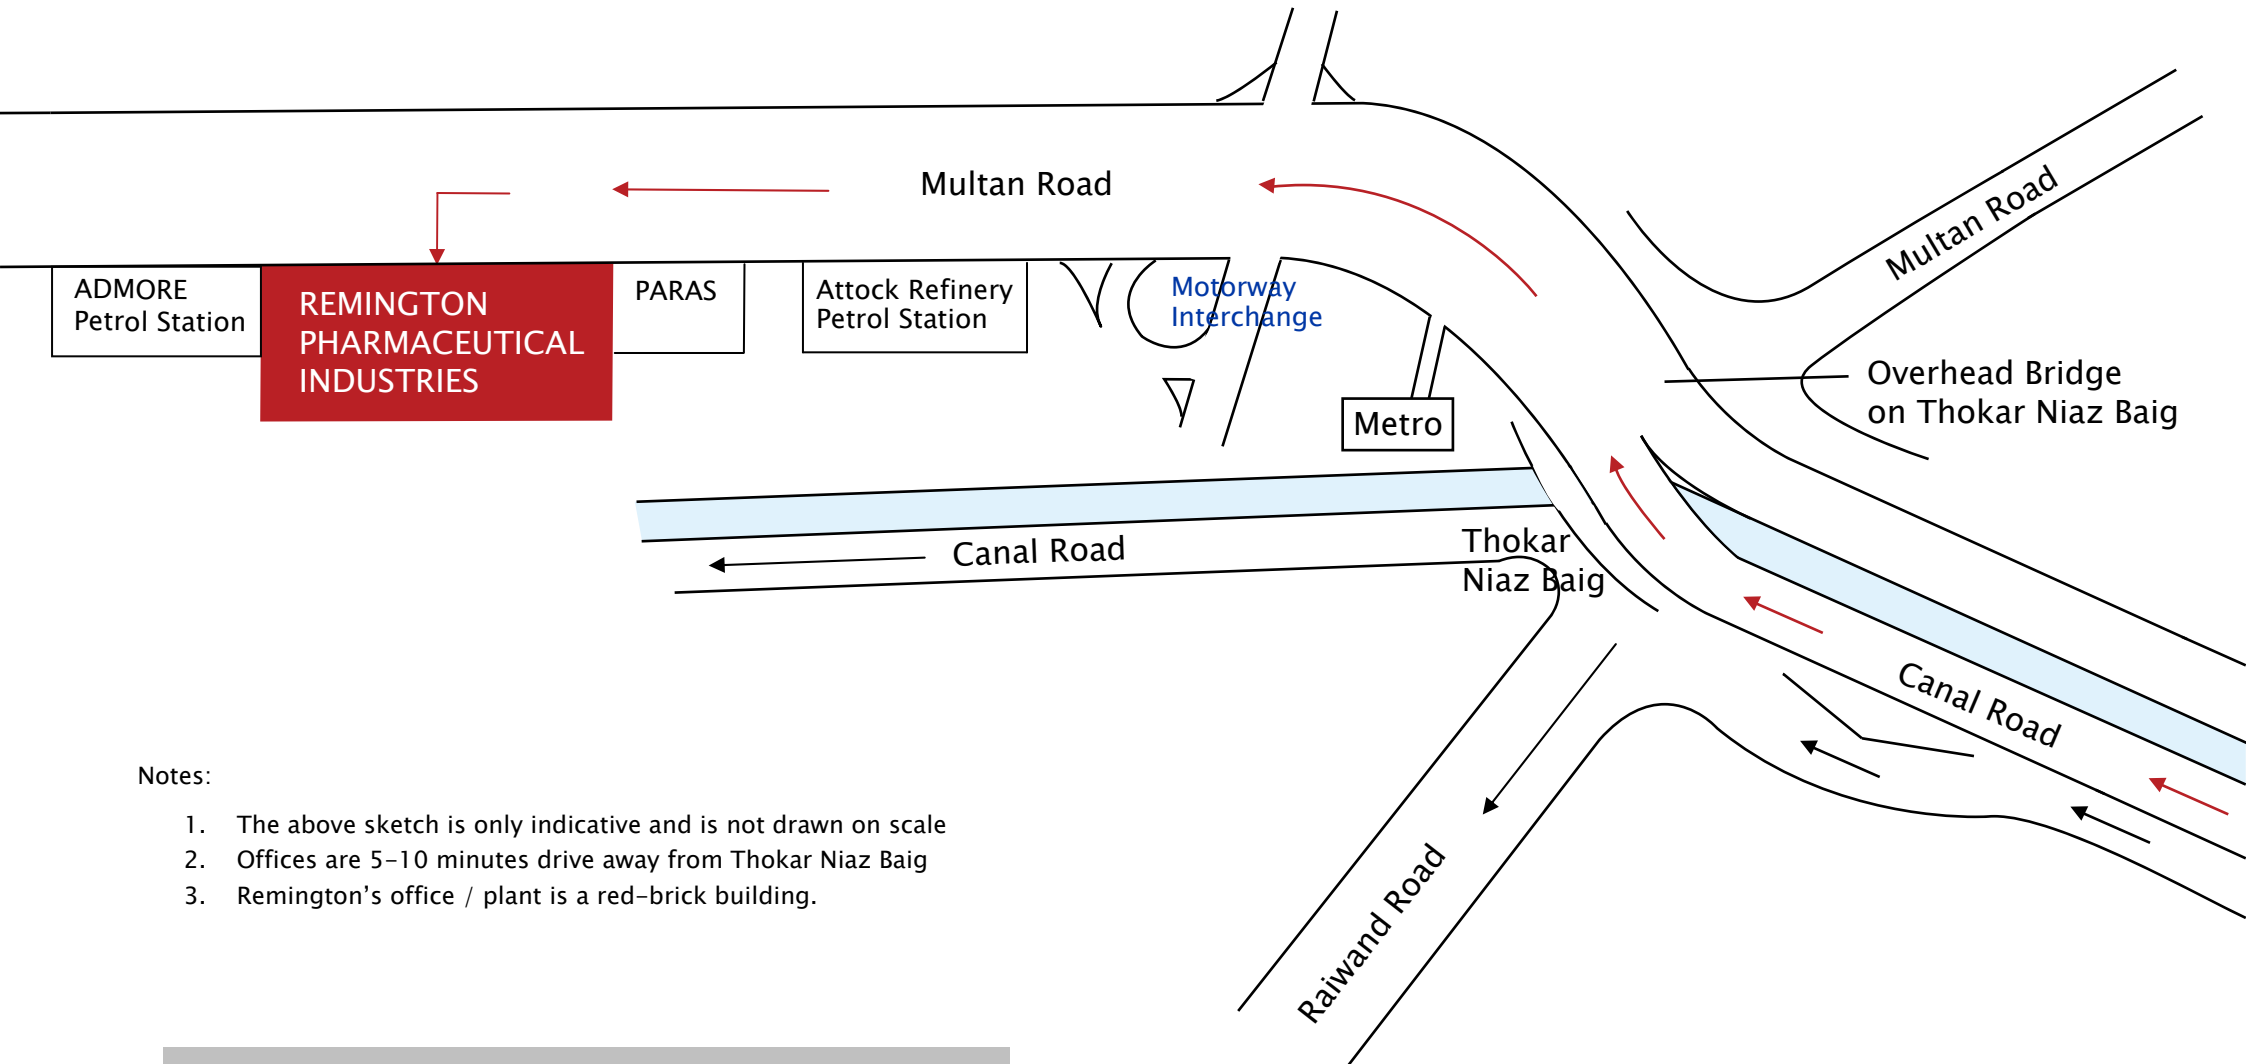 Multan Road
Multan Road
ADMORE
Petrol Station
REMINGTON
PHARMACEUTICAL
INDUSTRIES
PARAS
Attock Refinery
Petrol Station
Motorway
Interchange
Metro
Overhead Bridge
on Thokar Niaz Baig
Canal Road
Thokar
Niaz Baig
Canal Road
Raiwand Road
Notes:
1. The above sketch is only indicative and is not drawn on scale
2. Offices are 5-10 minutes drive away from Thokar Niaz Baig
3. Remington's office / plant is a red-brick building.